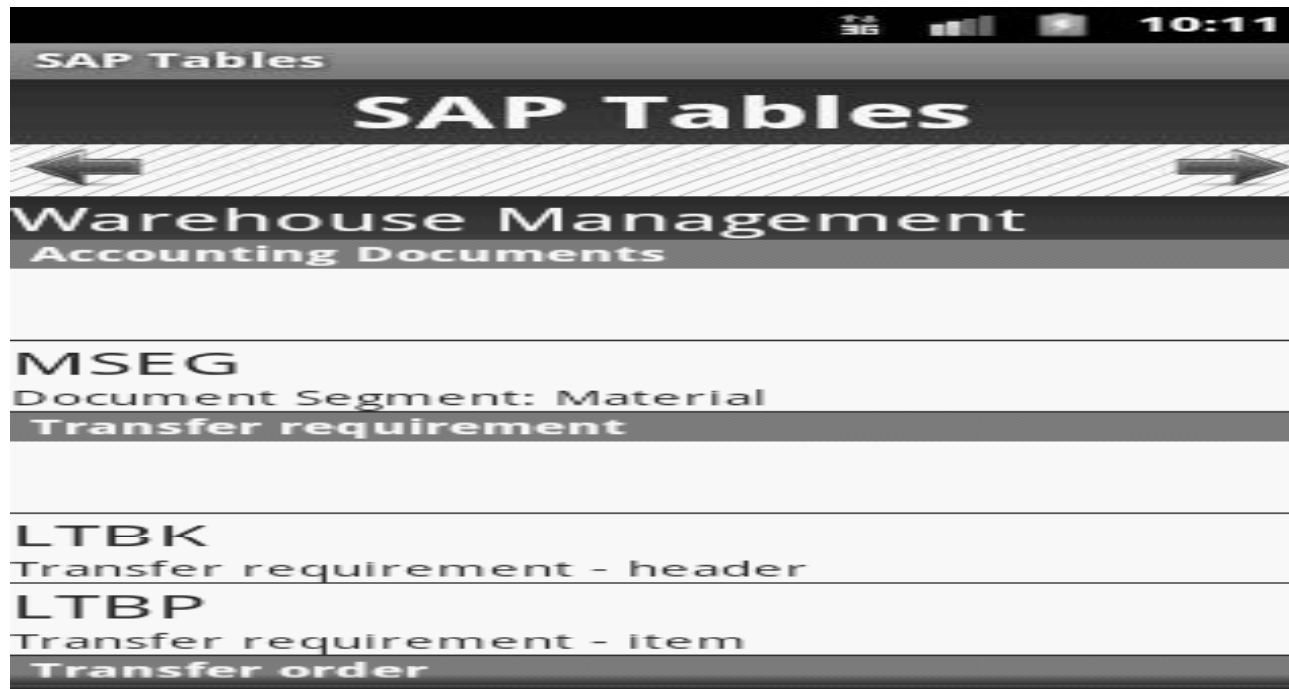 3G 10:11
SAP Tables
SAP Tables
Warehouse Management
Accounting Documents
MSEG
Document Segment: Material
Transfer requirement
LTBK
Transfer requirement - header
LTBP
Transfer requirement - item
Transfer order